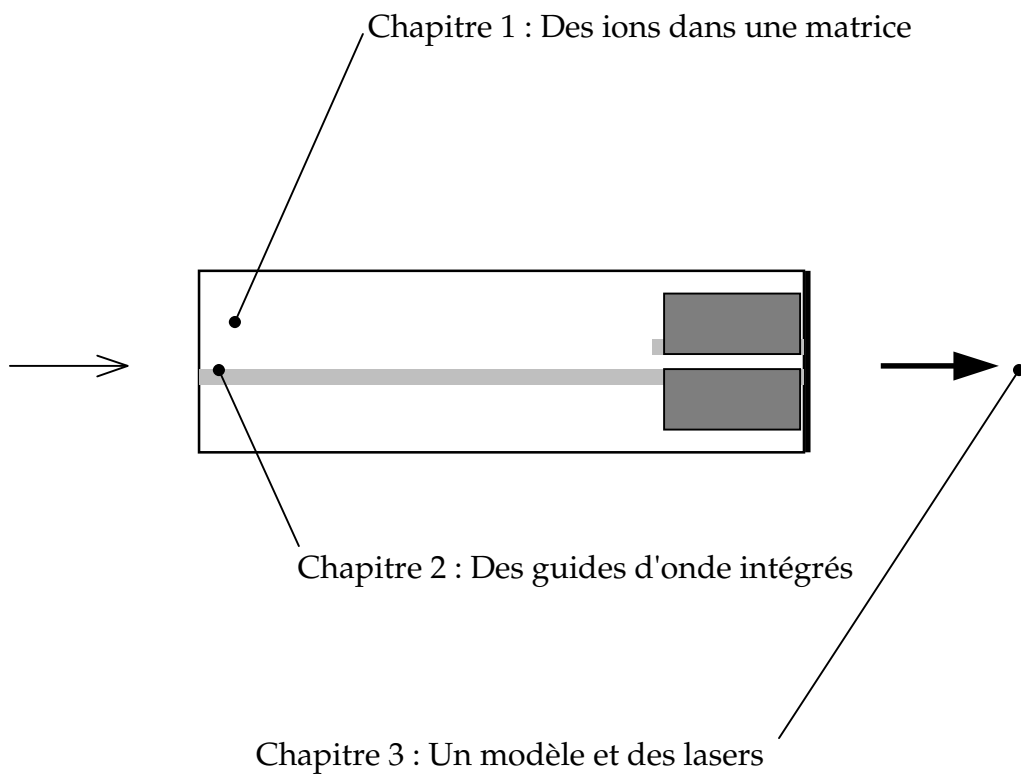 Chapitre 1 : Des ions dans une matrice
Chapitre 2 : Des guides d'onde intégrés
Chapitre 3 : Un modèle et des lasers